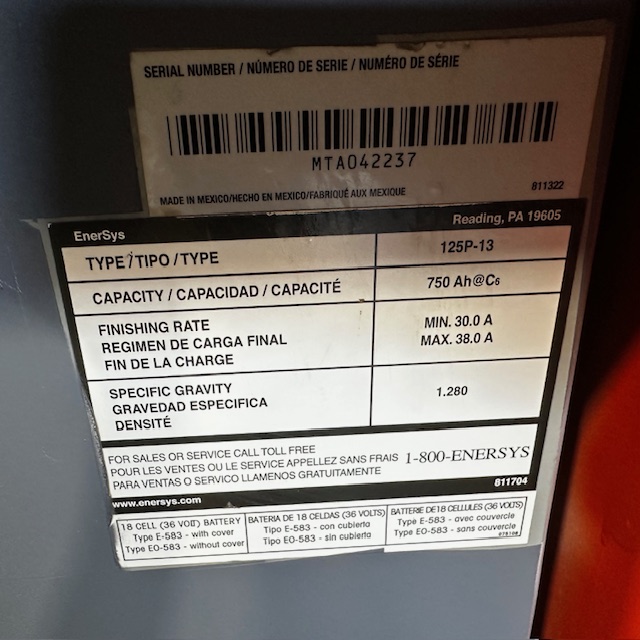 SERIAL NUMBER / NÚMERO DE SERIE / NUMÉRO DE SÉRIE
MTA042237
MADE IN MEXICO/HECHO EN MEXICO/FABRIQUÉ AUX MEXIQUE
811322
EnerSys
Reading, PA 19605
TYPE / TIPO / TYPE
125P-13
CAPACITY / CAPACIDAD / CAPACITÉ
750 Ah@C6
FINISHING RATE
REGIMEN DE CARGA FINAL
FIN DE LA CHARGE
MIN. 30.0 A
MAX. 38.0 A
SPECIFIC GRAVITY
GRAVEDAD ESPECIFICA
DENSITÉ
1.280
FOR SALES OR SERVICE CALL TOLL FREE
POUR LES VENTES OU LE SERVICE APPELLEZ SANS FRAIS
PARA VENTAS O SERVICO LLAMENOS GRATUITAMENTE
1-800-ENERSYS
www.enersys.com
811704
18 CELL (36 VOLT) BATTERY
Type E-583 - with cover
Type EO-583 - without cover
BATERIA DE 18 CELDAS (36 VOLTS)
Tipo E-583 - con cubierta
Tipo EO-583 - sin cubierta
BATTERIE DE 18 CELLULES (36 VOLTS)
Type E-583 - avec couvercle
Type EO-583 - sans couvercle